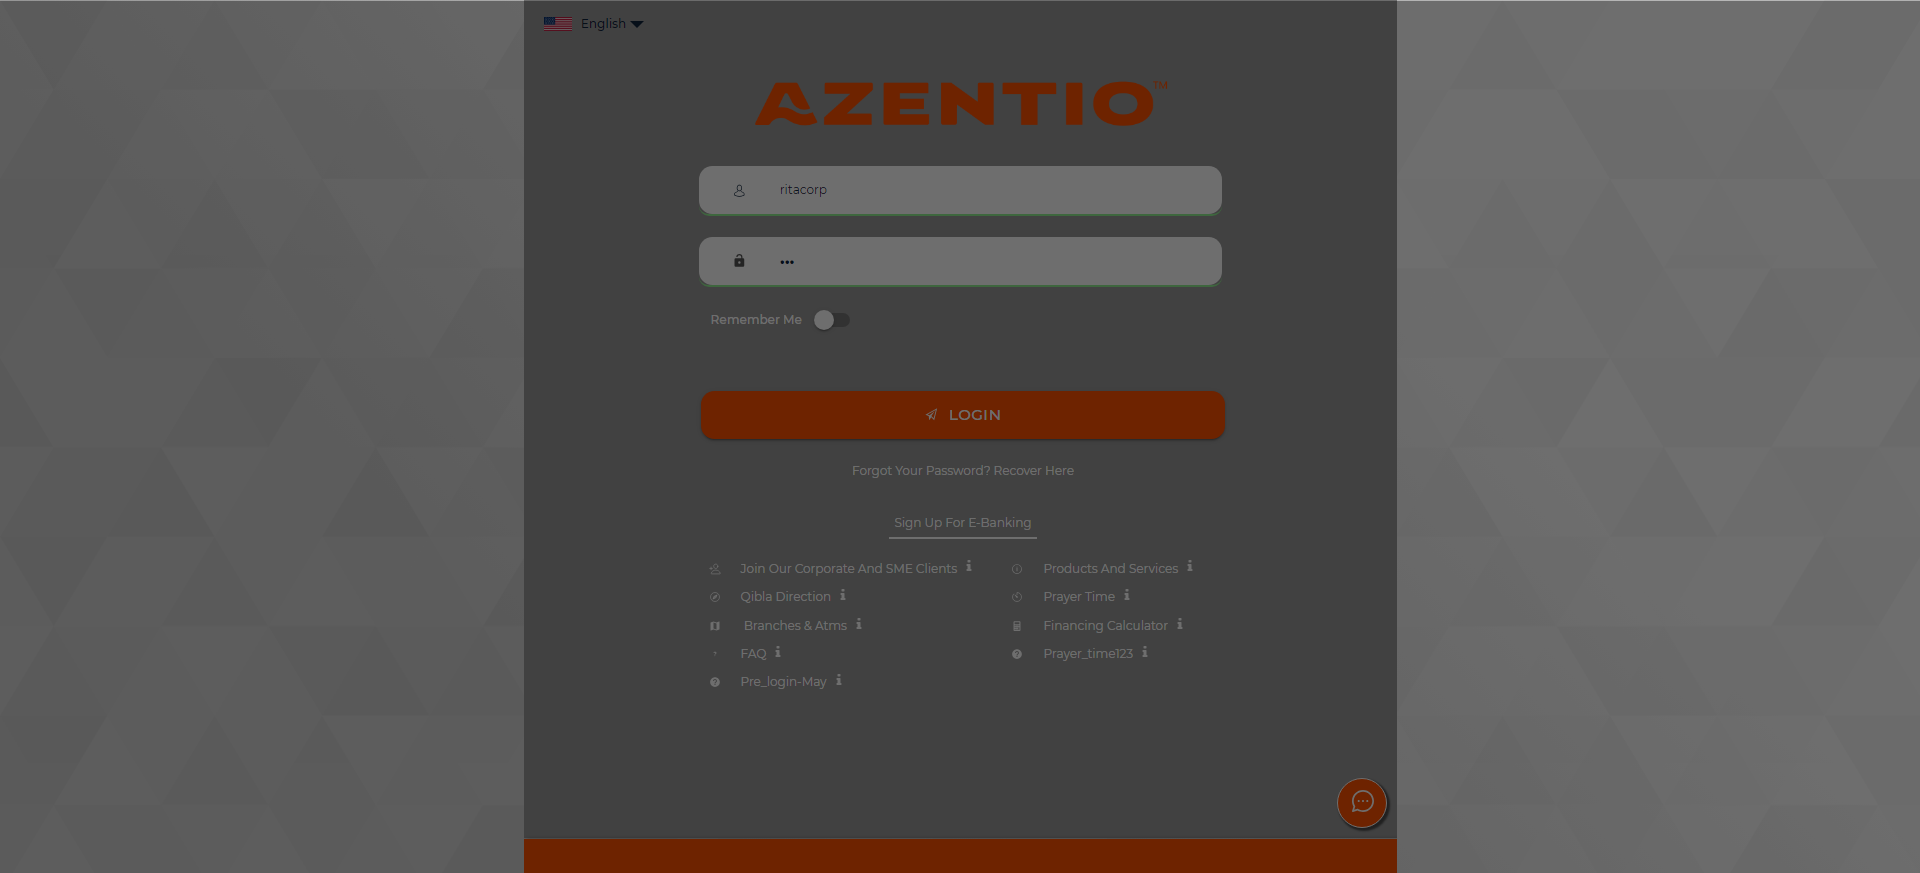 English
AZENTIO™
ritacorp
•••
Remember Me
LOGIN
Forgot Your Password? Recover Here
Sign Up For E-Banking
Join Our Corporate And SME Clients
Products And Services
Qibla Direction
Prayer Time
Branches & Atms
Financing Calculator
FAQ
Prayer_time123
Pre_login-May